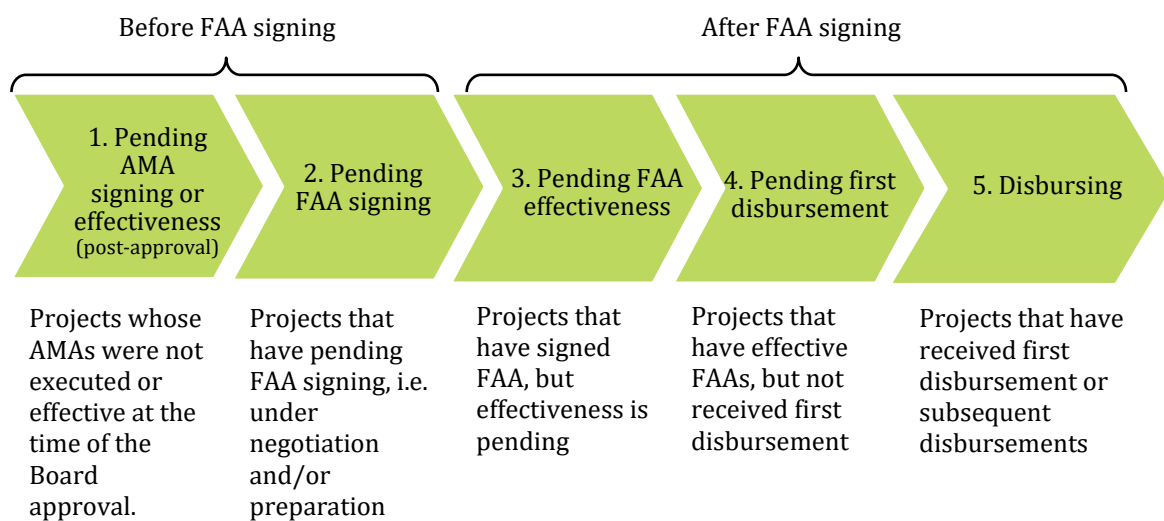 Before FAA signing
After FAA signing
1. Pending
AMA
signing or
effectiveness
(post-approval)
2. Pending
FAA signing
3. Pending FAA
effectiveness
4. Pending first
disbursement
5. Disbursing
Projects whose
AMAs were not
executed or
effective at the
time of the
Board
approval.
Projects that
have pending
FAA signing, i.e.
under
negotiation
and/or
preparation
Projects that
have signed
FAA, but
effectiveness is
pending
Projects that
have effective
FAAs, but not
received first
disbursement
Projects that have
received first
disbursement or
subsequent
disbursements